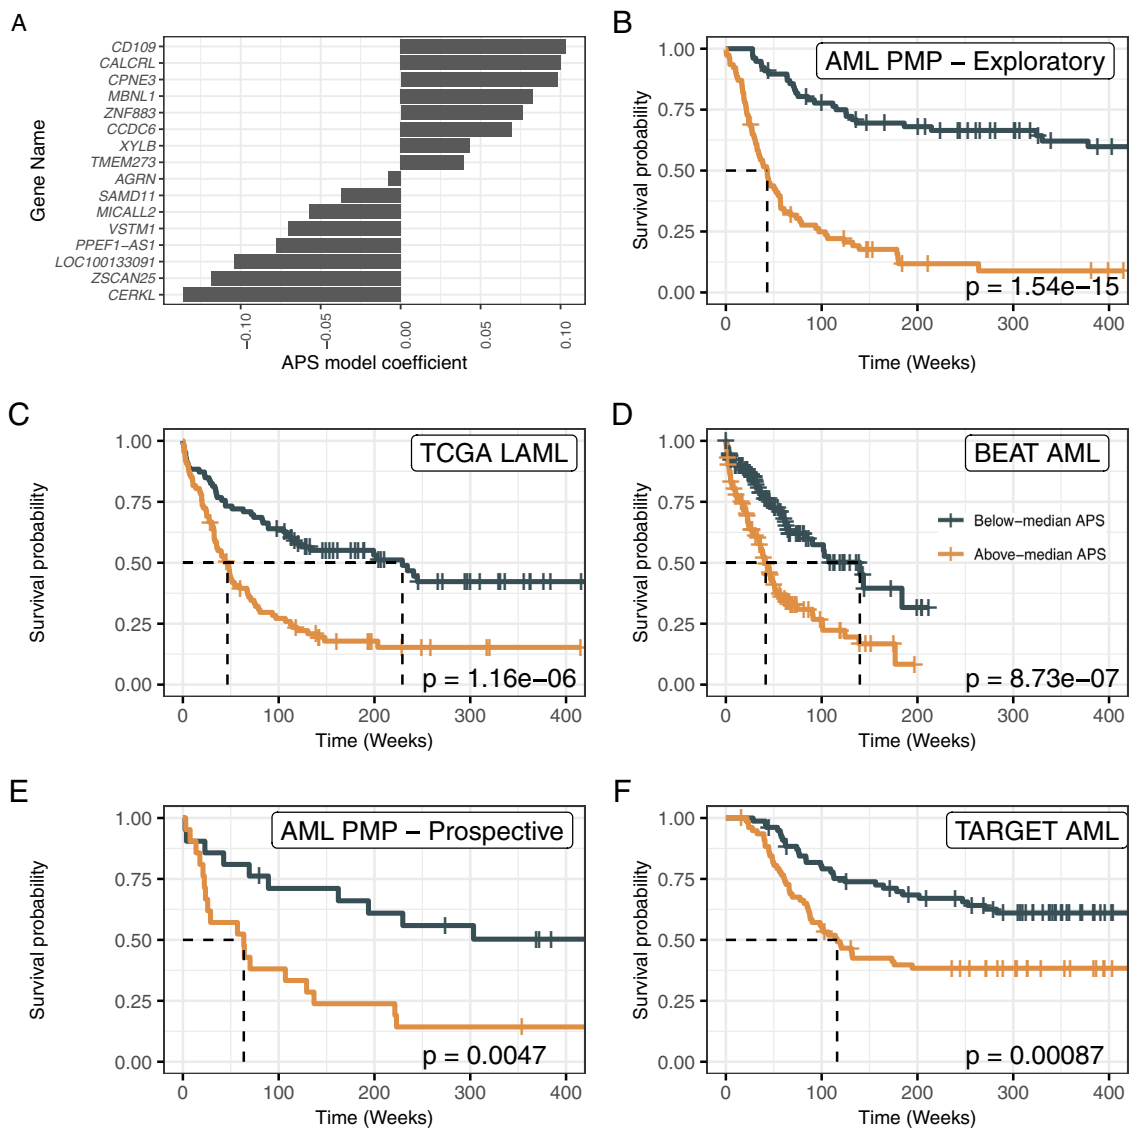 A
Gene Name
CD109
CALCRL
CPNE3
MBNL1
ZNF883
CCDC6
XYLB
TMEM273
AGRN
SAMD11
MICALL2
VSTM1
PPEF1−AS1
LOC100133091
ZSCAN25
CERKL
−0.10
−0.05
0.00
0.05
0.10
APS model coefficient
B
AML PMP − Exploratory
Survival probability
1.00
0.75
0.50
0.25
0.00
p = 1.54e−15
0 100 200 300 400
Time (Weeks)
C
TCGA LAML
Survival probability
1.00
0.75
0.50
0.25
0.00
p = 1.16e−06
0 100 200 300 400
Time (Weeks)
D
BEAT AML
Survival probability
1.00
0.75
0.50
0.25
0.00
Below−median APS
Above−median APS
p = 8.73e−07
0 100 200 300 400
Time (Weeks)
E
AML PMP − Prospective
Survival probability
1.00
0.75
0.50
0.25
0.00
p = 0.0047
0 100 200 300 400
Time (Weeks)
F
TARGET AML
Survival probability
1.00
0.75
0.50
0.25
0.00
p = 0.00087
0 100 200 300 400
Time (Weeks)